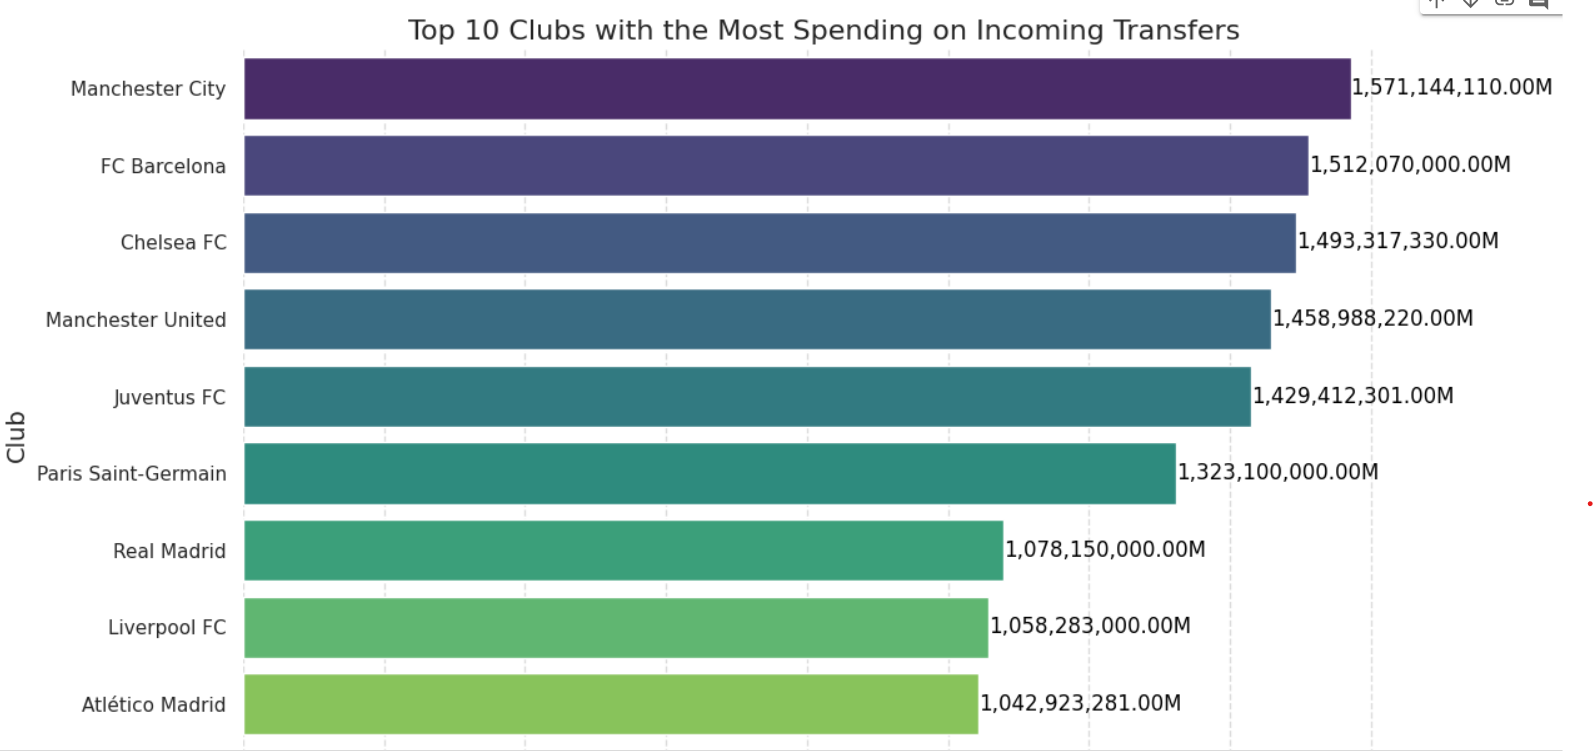 Top 10 Clubs with the Most Spending on Incoming Transfers
Manchester City 1,571,144,110.00M
FC Barcelona 1,512,070,000.00M
Chelsea FC 1,493,317,330.00M
Manchester United 1,458,988,220.00M
Juventus FC 1,429,412,301.00M
Club
Paris Saint-Germain 1,323,100,000.00M
Real Madrid 1,078,150,000.00M
Liverpool FC 1,058,283,000.00M
Atlético Madrid 1,042,923,281.00M